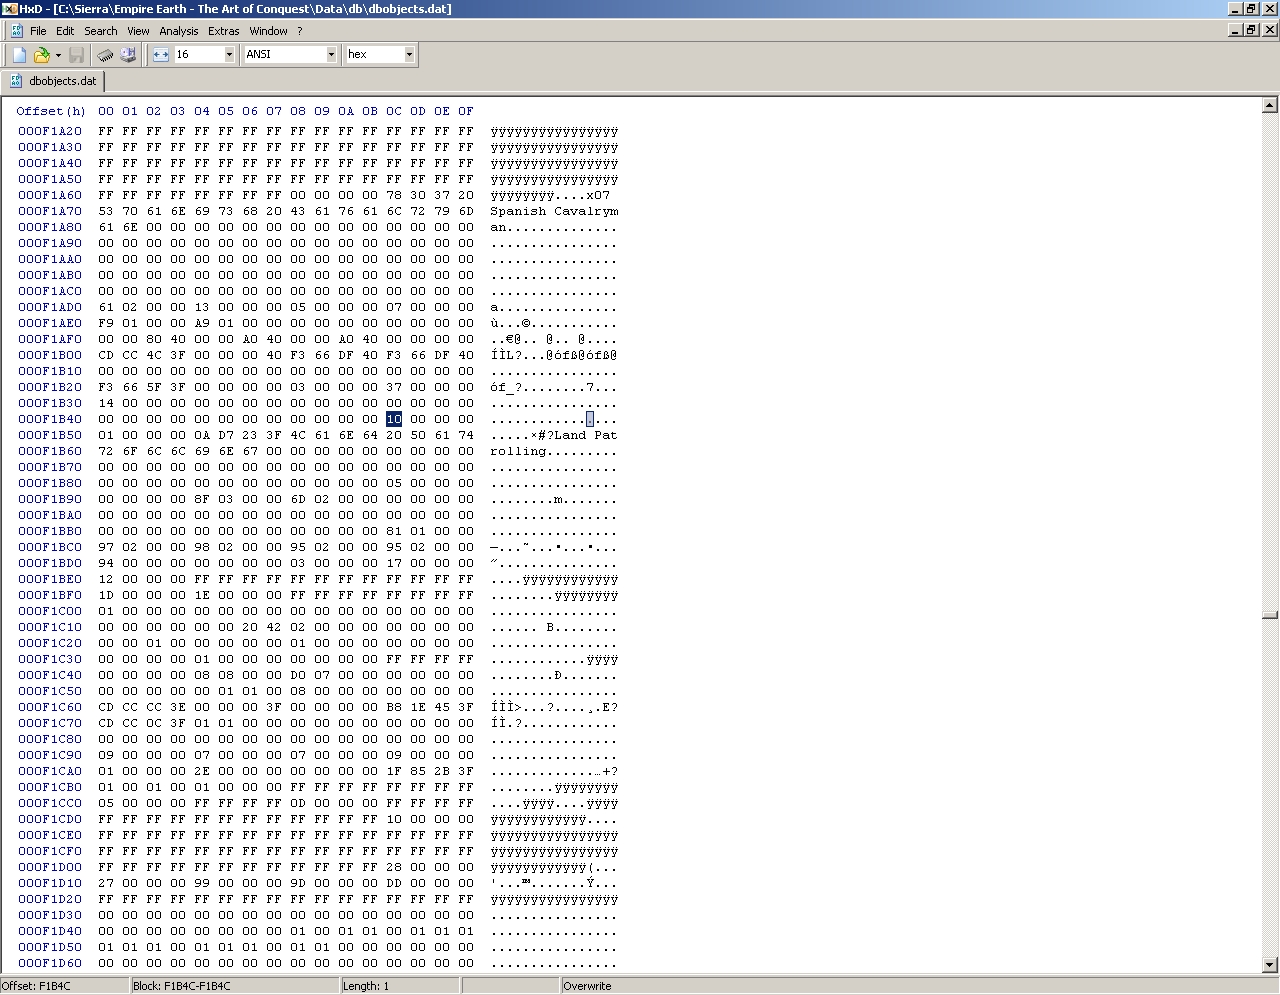 HxD - [C:\Sierra\Empire Earth - The Art of Conquest\Data\db\dbobjects.dat]
File Edit Search View Analysis Extras Window ?
16 ANSI hex
dbobjects.dat
Offset(h) 00 01 02 03 04 05 06 07 08 09 0A 0B 0C 0D 0E 0F
000F1A20 FF FF FF FF FF FF FF FF FF FF FF FF FF FF FF FF ÿÿÿÿÿÿÿÿÿÿÿÿÿÿÿÿ
000F1A30 FF FF FF FF FF FF FF FF FF FF FF FF FF FF FF FF ÿÿÿÿÿÿÿÿÿÿÿÿÿÿÿÿ
000F1A40 FF FF FF FF FF FF FF FF FF FF FF FF FF FF FF FF ÿÿÿÿÿÿÿÿÿÿÿÿÿÿÿÿ
000F1A50 FF FF FF FF FF FF FF FF FF FF FF FF FF FF FF FF ÿÿÿÿÿÿÿÿÿÿÿÿÿÿÿÿ
000F1A60 FF FF FF FF FF FF FF FF 00 00 00 00 78 30 37 20 ÿÿÿÿÿÿÿÿ....x07
000F1A70 53 70 61 6E 69 73 68 20 43 61 76 61 6C 72 79 6D Spanish Cavalrym
000F1A80 61 6E 00 00 00 00 00 00 00 00 00 00 00 00 00 00 an..............
000F1A90 00 00 00 00 00 00 00 00 00 00 00 00 00 00 00 00 ................
000F1AA0 00 00 00 00 00 00 00 00 00 00 00 00 00 00 00 00 ................
000F1AB0 00 00 00 00 00 00 00 00 00 00 00 00 00 00 00 00 ................
000F1AC0 00 00 00 00 00 00 00 00 00 00 00 00 00 00 00 00 ................
000F1AD0 61 02 00 00 13 00 00 00 05 00 00 00 07 00 00 00 a...............
000F1AE0 F9 01 00 00 A9 01 00 00 00 00 00 00 00 00 00 00 ù...©...........
000F1AF0 00 00 80 40 00 00 A0 40 00 00 A0 40 00 00 00 00 ..€@.. @.. @....
000F1B00 CD CC 4C 3F 00 00 00 40 F3 66 DF 40 F3 66 DF 40 ÍÌL?...@ófß@ófß@
000F1B10 00 00 00 00 00 00 00 00 00 00 00 00 00 00 00 00 ................
000F1B20 F3 66 5F 3F 00 00 00 00 03 00 00 00 37 00 00 00 óf_?........7...
000F1B30 14 00 00 00 00 00 00 00 00 00 00 00 00 00 00 00 ................
000F1B40 00 00 00 00 00 00 00 00 00 00 00 00 10 00 00 00 ................
000F1B50 01 00 00 00 0A D7 23 3F 4C 61 6E 64 20 50 61 74 .....×#?Land Pat
000F1B60 72 6F 6C 6C 69 6E 67 00 00 00 00 00 00 00 00 00 rolling.........
000F1B70 00 00 00 00 00 00 00 00 00 00 00 00 00 00 00 00 ................
000F1B80 00 00 00 00 00 00 00 00 00 00 00 00 05 00 00 00 ................
000F1B90 00 00 00 00 8F 03 00 00 6D 02 00 00 00 00 00 00 ........m.......
000F1BA0 00 00 00 00 00 00 00 00 00 00 00 00 00 00 00 00 ................
000F1BB0 00 00 00 00 00 00 00 00 00 00 00 00 81 01 00 00 ................
000F1BC0 97 02 00 00 98 02 00 00 95 02 00 00 95 02 00 00 —...˜...•...•...
000F1BD0 94 00 00 00 00 00 00 00 03 00 00 00 17 00 00 00 ”...............
000F1BE0 12 00 00 00 FF FF FF FF FF FF FF FF FF FF FF FF ....ÿÿÿÿÿÿÿÿÿÿÿÿ
000F1BF0 1D 00 00 00 1E 00 00 00 FF FF FF FF FF FF FF FF ........ÿÿÿÿÿÿÿÿ
000F1C00 01 00 00 00 00 00 00 00 00 00 00 00 00 00 00 00 ................
000F1C10 00 00 00 00 00 00 20 42 02 00 00 00 00 00 00 00 ...... B........
000F1C20 00 00 01 00 00 00 00 00 01 00 00 00 00 00 00 00 ................
000F1C30 00 00 00 00 01 00 00 00 00 00 00 00 FF FF FF FF ............ÿÿÿÿ
000F1C40 00 00 00 00 08 08 00 00 D0 07 00 00 00 00 00 00 ........Ð.......
000F1C50 00 00 00 00 00 01 01 00 08 00 00 00 00 00 00 00 ................
000F1C60 CD CC CC 3E 00 00 00 3F 00 00 00 00 B8 1E 45 3F ÍÌÌ>...?....¸.E?
000F1C70 CD CC 0C 3F 01 01 00 00 00 00 00 00 00 00 00 00 ÍÌ.?............
000F1C80 00 00 00 00 00 00 00 00 00 00 00 00 00 00 00 00 ................
000F1C90 09 00 00 00 07 00 00 00 07 00 00 00 09 00 00 00 ................
000F1CA0 01 00 00 00 2E 00 00 00 00 00 00 00 1F 85 2B 3F .............…+?
000F1CB0 01 00 01 00 01 00 00 00 FF FF FF FF FF FF FF FF ........ÿÿÿÿÿÿÿÿ
000F1CC0 05 00 00 00 FF FF FF FF 0D 00 00 00 FF FF FF FF ....ÿÿÿÿ....ÿÿÿÿ
000F1CD0 FF FF FF FF FF FF FF FF FF FF FF FF 10 00 00 00 ÿÿÿÿÿÿÿÿÿÿÿÿ....
000F1CE0 FF FF FF FF FF FF FF FF FF FF FF FF FF FF FF FF ÿÿÿÿÿÿÿÿÿÿÿÿÿÿÿÿ
000F1CF0 FF FF FF FF FF FF FF FF FF FF FF FF FF FF FF FF ÿÿÿÿÿÿÿÿÿÿÿÿÿÿÿÿ
000F1D00 FF FF FF FF FF FF FF FF FF FF FF FF 28 00 00 00 ÿÿÿÿÿÿÿÿÿÿÿÿ(...
000F1D10 27 00 00 00 99 00 00 00 9D 00 00 00 DD 00 00 00 '...™.......Ý...
000F1D20 FF FF FF FF FF FF FF FF FF FF FF FF FF FF FF FF ÿÿÿÿÿÿÿÿÿÿÿÿÿÿÿÿ
000F1D30 00 00 00 00 00 00 00 00 00 00 00 00 00 00 00 00 ................
000F1D40 00 00 00 00 00 00 00 00 01 00 01 01 00 01 01 01 ................
000F1D50 01 01 01 00 01 01 01 00 01 01 00 00 00 00 00 00 ................
000F1D60 00 00 00 00 00 00 00 00 00 00 00 00 00 00 00 00 ................
Offset: F1B4C Block: F1B4C-F1B4C Length: 1 Overwrite